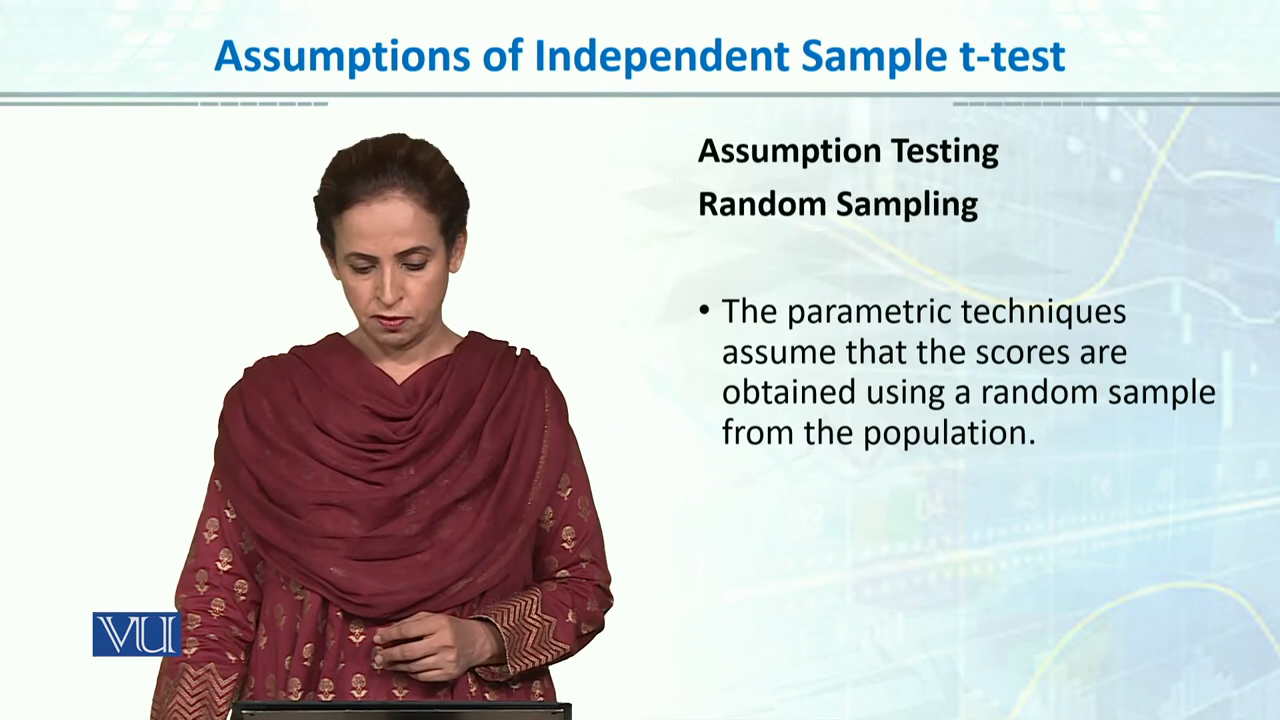 Assumptions of Independent Sample t-test
Assumption Testing
Random Sampling
• The parametric techniques
assume that the scores are
obtained using a random sample
from the population.
VU